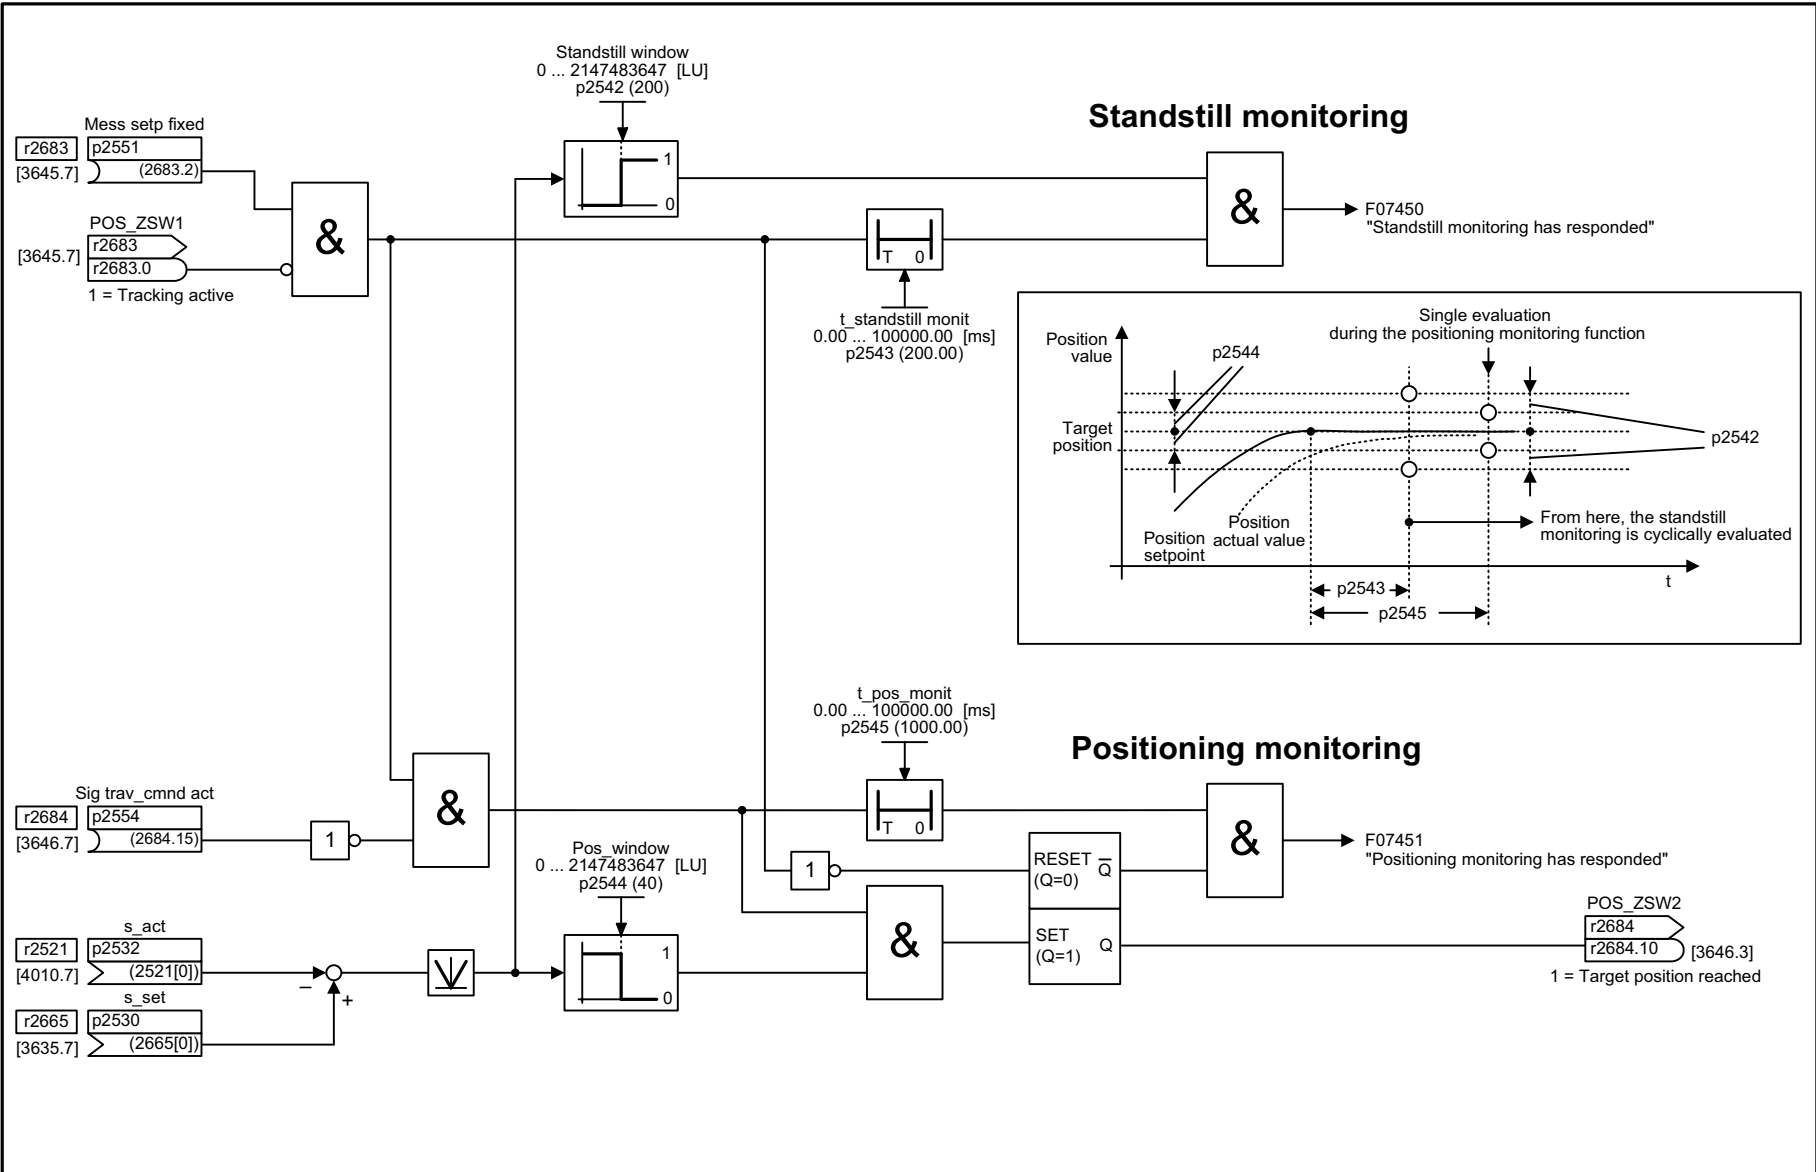 Standstill window
0 ... 2147483647 [LU]
p2542 (200)
1
0
Standstill monitoring
Mess setp fixed
r2683
p2551
[3645.7]
(2683.2)
POS_ZSW1
[3645.7]
r2683
r2683.0
1 = Tracking active
&
T 0
t_standstill monit
0.00 ... 100000.00 [ms]
p2543 (200.00)
&
F07450
"Standstill monitoring has responded"
Single evaluation
during the positioning monitoring function
Position
value
p2544
Target
position
p2542
Position
setpoint
Position
actual value
From here, the standstill
monitoring is cyclically evaluated
t
p2543
p2545
t_pos_monit
0.00 ... 100000.00 [ms]
p2545 (1000.00)
T 0
Positioning monitoring
Sig trav_cmnd act
r2684
p2554
[3646.7]
(2684.15)
1
&
Pos_window
0 ... 2147483647 [LU]
p2544 (40)
1
0
1
&
RESET Q
(Q=0)
SET Q
(Q=1)
&
F07451
"Positioning monitoring has responded"
POS_ZSW2
r2684
r2684.10
[3646.3]
1 = Target position reached
s_act
r2521
p2532
[4010.7]
(2521[0])
–
+
s_set
r2665
p2530
[3635.7]
(2665[0])